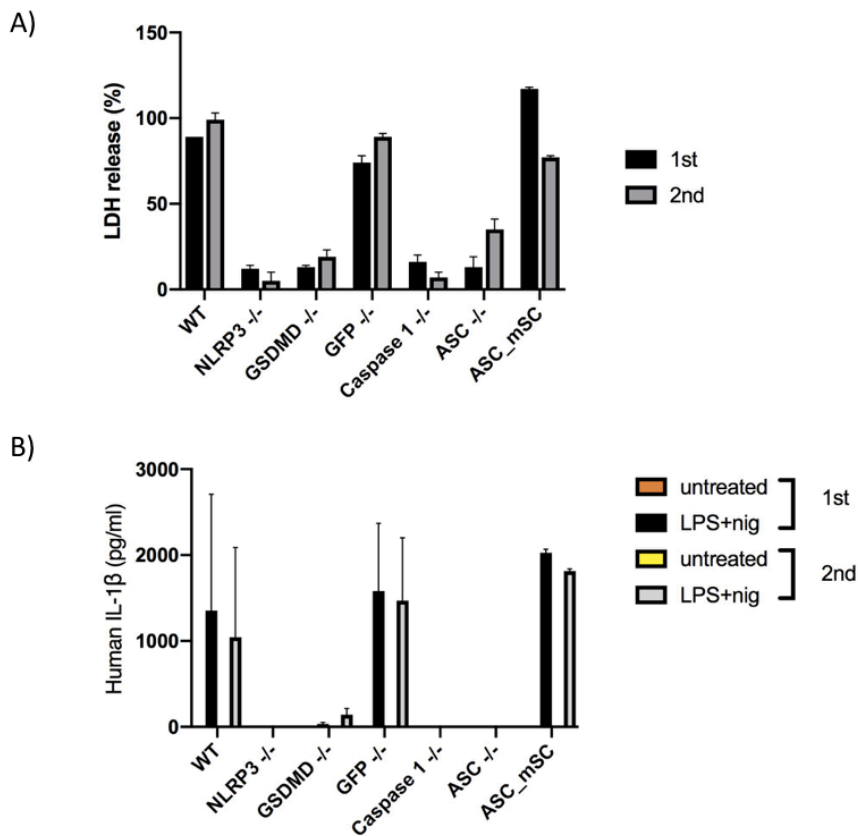 A)
150
100
50
0
LDH release (%)
WT
NLRP3 -/-
GSDMD -/-
GFP -/-
Caspase 1 -/-
ASC -/-
ASC_mSC
1st
2nd
B)
3000
2000
1000
0
Human IL-1β (pg/ml)
WT
NLRP3 -/-
GSDMD -/-
GFP -/-
Caspase 1 -/-
ASC -/-
ASC_mSC
untreated
LPS+nig
1st
untreated
LPS+nig
2nd